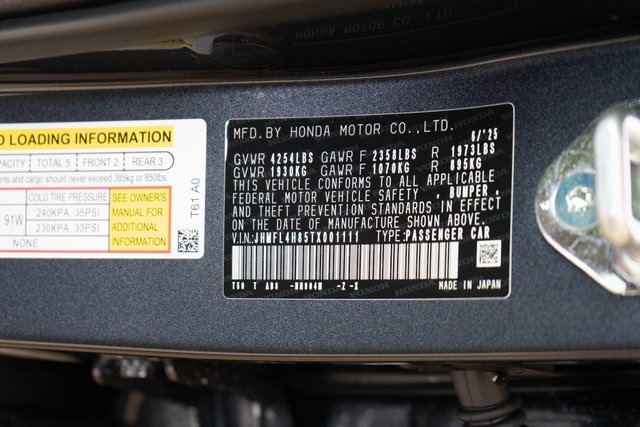 O LOADING INFORMATION
PACITY TOTAL 5 FRONT 2 REAR 3
nts and cargo should never exceed 385kg or 850lbs.
COLD TIRE PRESSURE
91W 240KPA, 35PSI
230KPA, 33PSI
NONE
SEE OWNER'S
MANUAL FOR
ADDITIONAL
INFORMATION
T61 A0
MFD.BY HONDA MOTOR CO.,LTD. 6/'25
GVWR 4254LBS GAWR F 2358LBS R 1973LBS
GVWR 1930KG GAWR F 1070KG R 895KG
THIS VEHICLE CONFORMS TO ALL APPLICABLE
FEDERAL MOTOR VEHICLE SAFETY , BUMPER ,
AND THEFT PREVENTION STANDARDS IN EFFECT
ON THE DATE OF MANUFACTURE SHOWN ABOVE.
V.I.N:JHMFL4H85TX001111 TYPE:PASSENGER CAR
MADE IN JAPAN